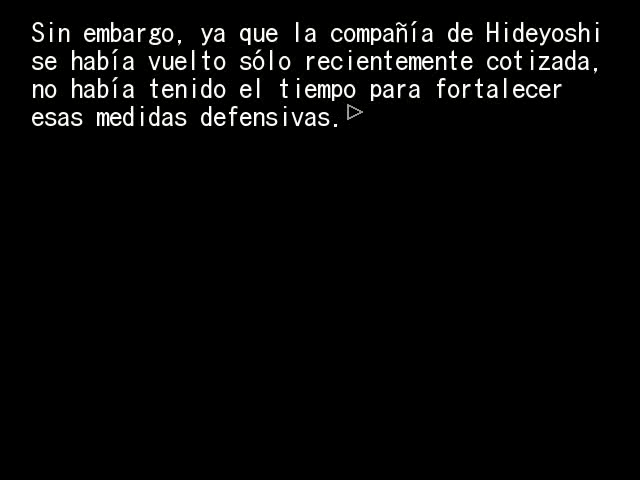 Sin embargo, ya que la compañía de Hideyoshi
se había vuelto sólo recientemente cotizada,
no había tenido el tiempo para fortalecer
esas medidas defensivas.